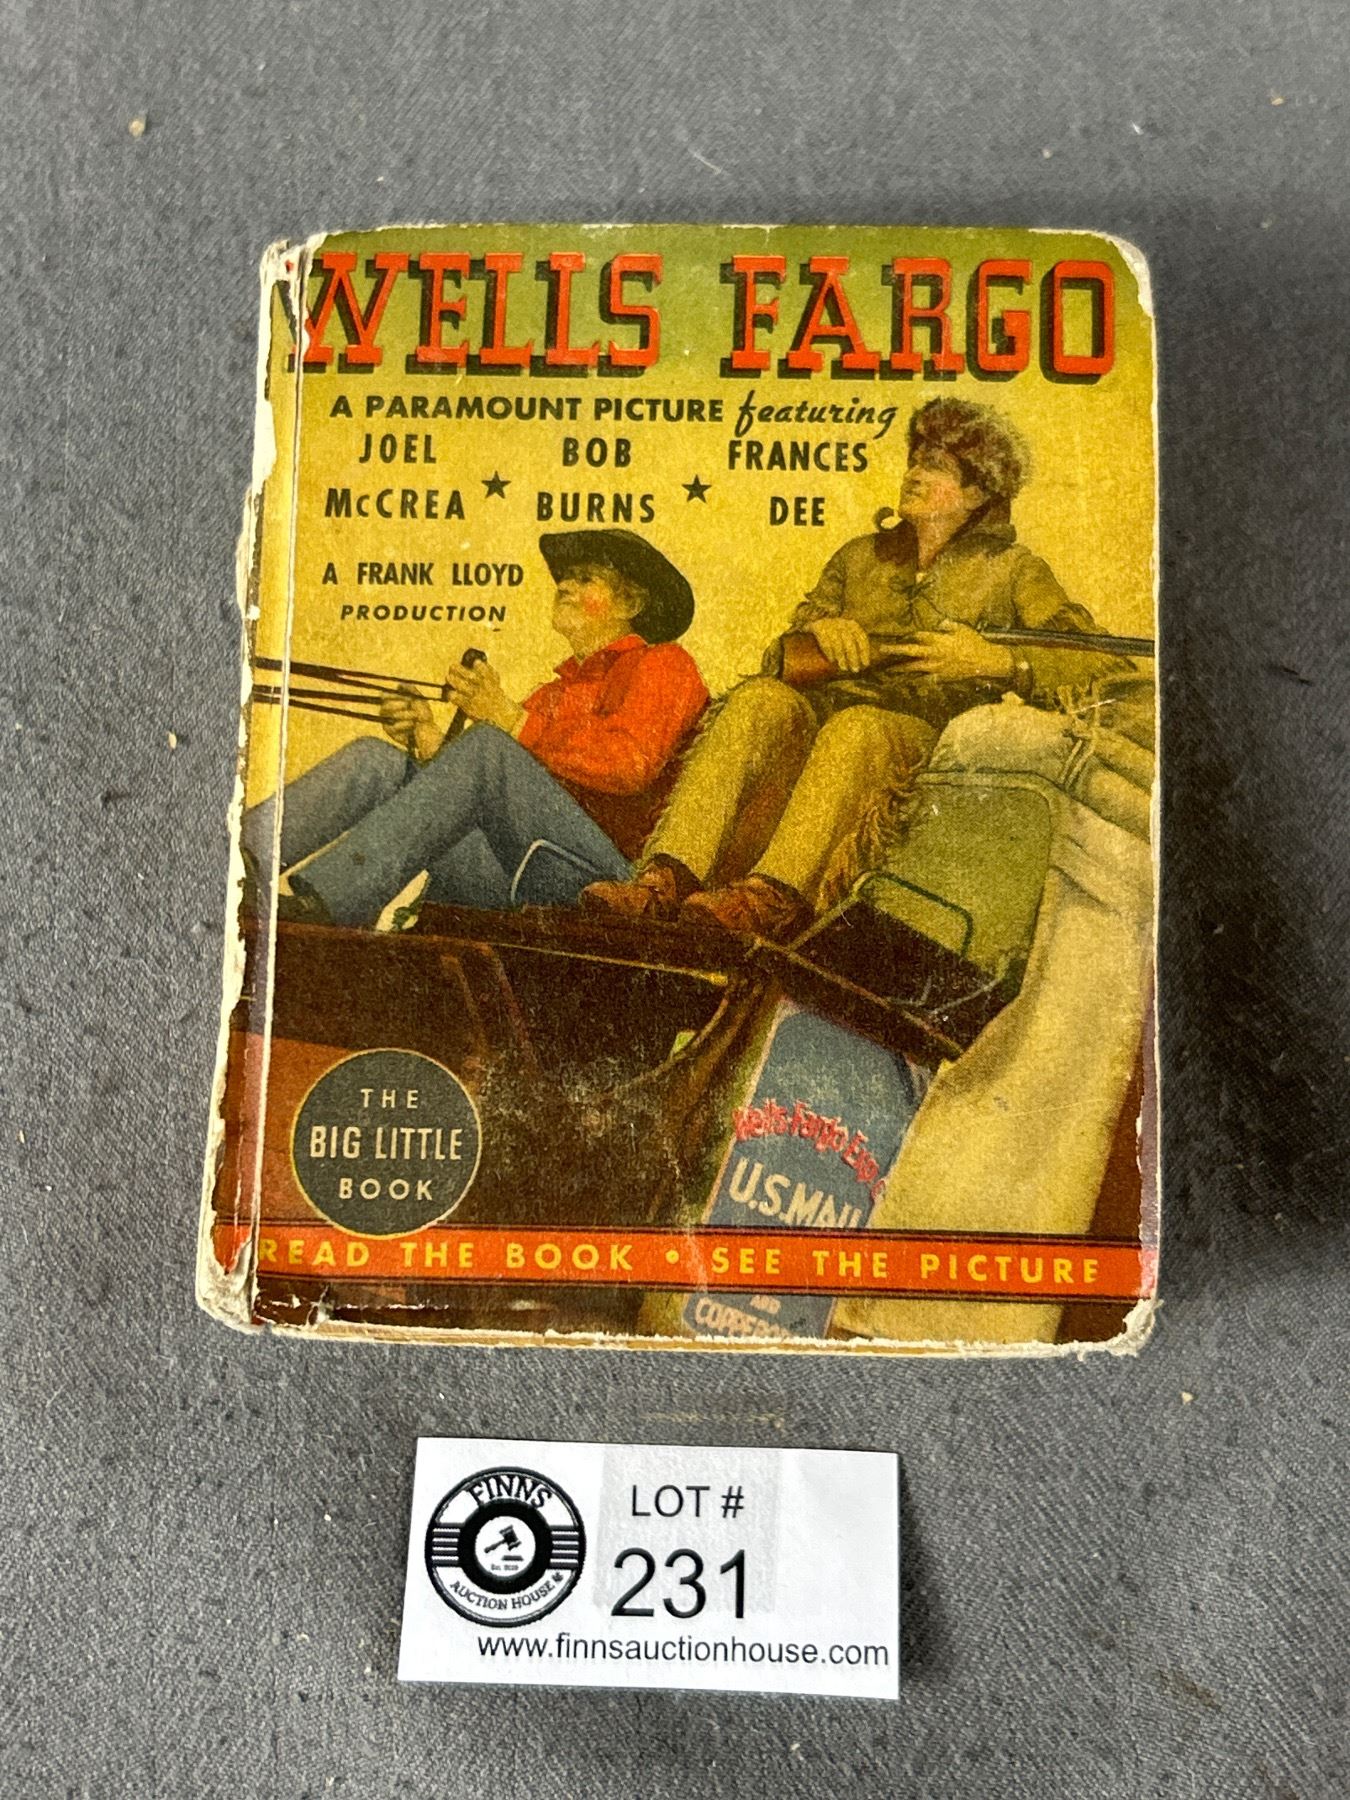 WELLS FARGO
A PARAMOUNT PICTURE featuring
JOEL McCREA ★ BOB BURNS ★ FRANCES DEE
A FRANK LLOYD
PRODUCTION
THE
BIG LITTLE
BOOK
Wells Fargo Exp
U.S. MAIL
READ THE BOOK • SEE THE PICTURE
AND
FINNS
AUCTION HOUSE
LOT #
231
www.finnsauctionhouse.com